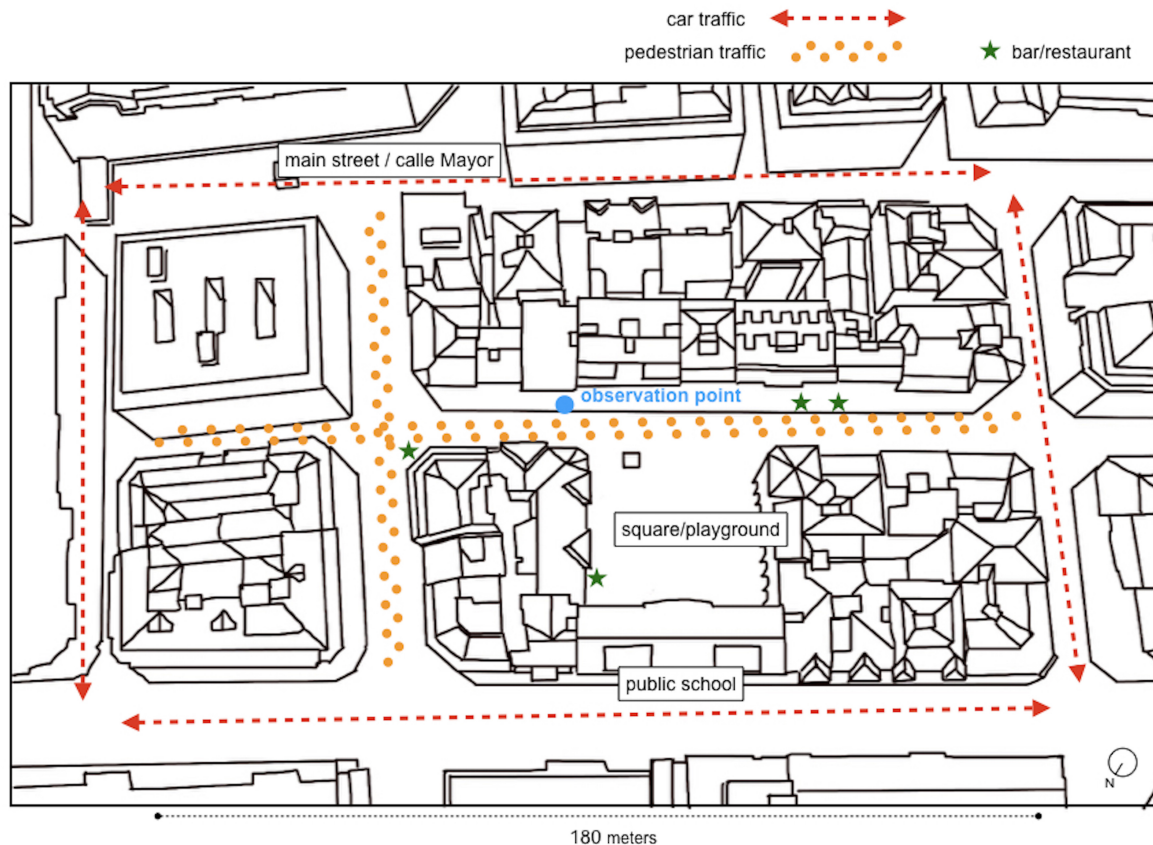 car traffic
pedestrian traffic
bar/restaurant
main street / calle Mayor
observation point
square/playground
public school
N
180 meters